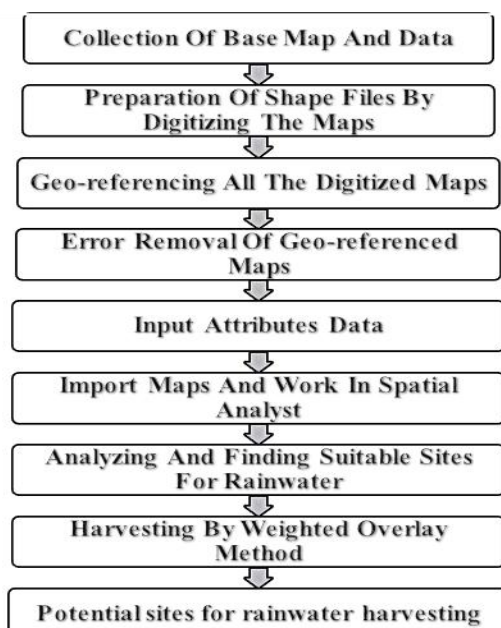 Collection Of Base Map And Data
Preparation Of Shape Files By
Digitizing The Maps
Geo-referencing All The Digitized Maps
Error Removal Of Geo-referenced
Maps
Input Attributes Data
Import Maps And Work In Spatial
Analyst
Analyzing And Finding Suitable Sites
For Rainwater
Harvesting By Weighted Overlay
Method
Potential sites for rainwater harvesting